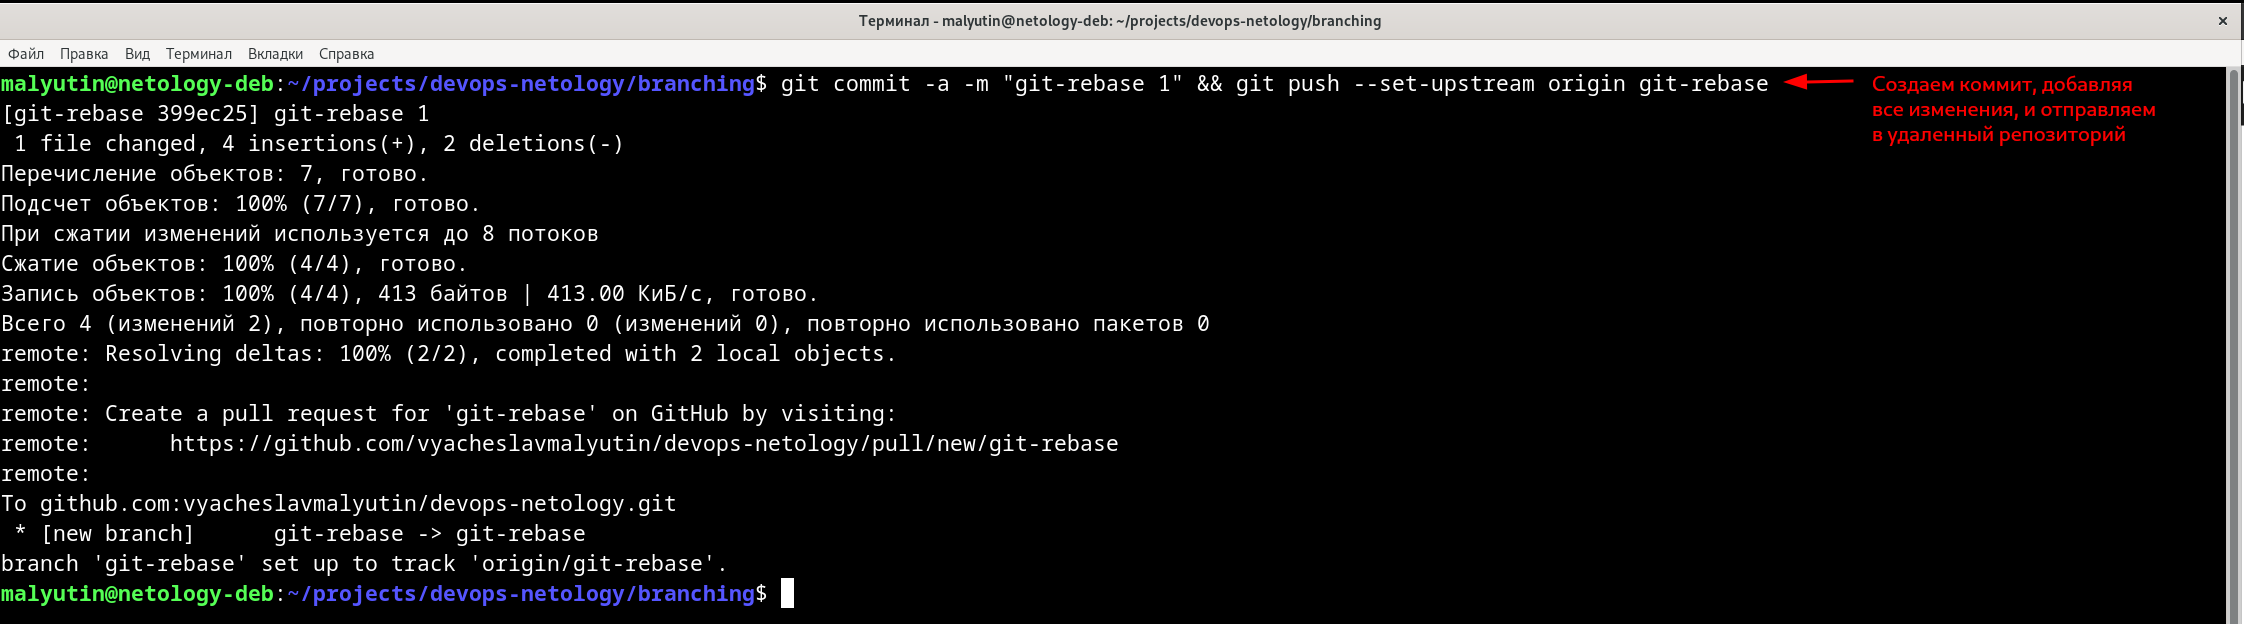 Терминал - malyutin@netology-deb: ~/projects/devops-netology/branching
Файл Правка Вид Терминал Вкладки Справка
malyutin@netology-deb:~/projects/devops-netology/branching$ git commit -a -m "git-rebase 1" && git push --set-upstream origin git-rebase
Создаем коммит, добавляя
все изменения, и отправляем
в удаленный репозиторий
[git-rebase 399ec25] git-rebase 1
 1 file changed, 4 insertions(+), 2 deletions(-)
Перечисление объектов: 7, готово.
Подсчет объектов: 100% (7/7), готово.
При сжатии изменений используется до 8 потоков
Сжатие объектов: 100% (4/4), готово.
Запись объектов: 100% (4/4), 413 байтов | 413.00 КиБ/с, готово.
Всего 4 (изменений 2), повторно использовано 0 (изменений 0), повторно использовано пакетов 0
remote: Resolving deltas: 100% (2/2), completed with 2 local objects.
remote:
remote: Create a pull request for 'git-rebase' on GitHub by visiting:
remote:      https://github.com/vyacheslavmalyutin/devops-netology/pull/new/git-rebase
remote:
To github.com:vyacheslavmalyutin/devops-netology.git
 * [new branch]      git-rebase -> git-rebase
branch 'git-rebase' set up to track 'origin/git-rebase'.
malyutin@netology-deb:~/projects/devops-netology/branching$